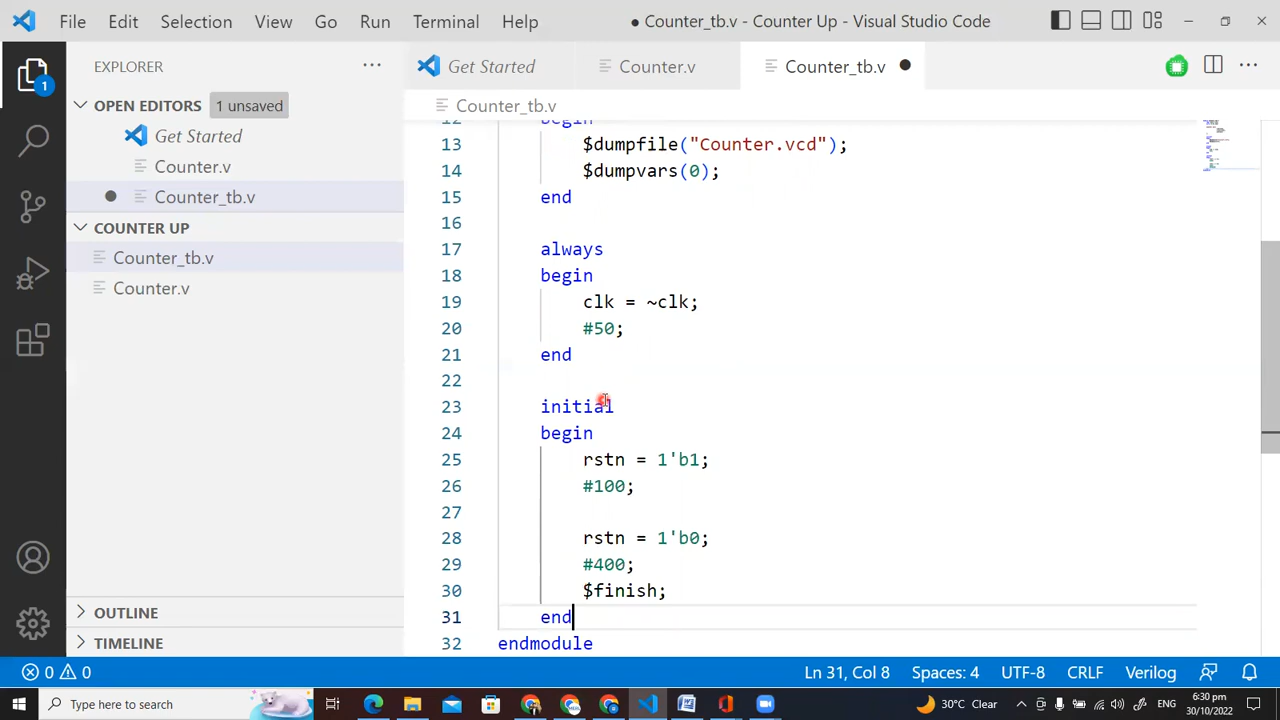 File Edit Selection View Go Run Terminal Help ● Counter_tb.v - Counter Up - Visual Studio Code
EXPLORER
OPEN EDITORS 1 unsaved
Get Started
Counter.v
Counter_tb.v
COUNTER UP
Counter_tb.v
Counter.v
OUTLINE
TIMELINE
1
Get Started Counter.v Counter_tb.v
Counter_tb.v
12 begin
13 $dumpfile("Counter.vcd");
14 $dumpvars(0);
15 end
16
17 always
18 begin
19 clk = ~clk;
20 #50;
21 end
22
23 initial
24 begin
25 rstn = 1'b1;
26 #100;
27
28 rstn = 1'b0;
29 #400;
30 $finish;
31 end
32 endmodule
0 0 Ln 31, Col 8 Spaces: 4 UTF-8 CRLF Verilog
Type here to search 30°C Clear ENG 6:30 pm
30/10/2022